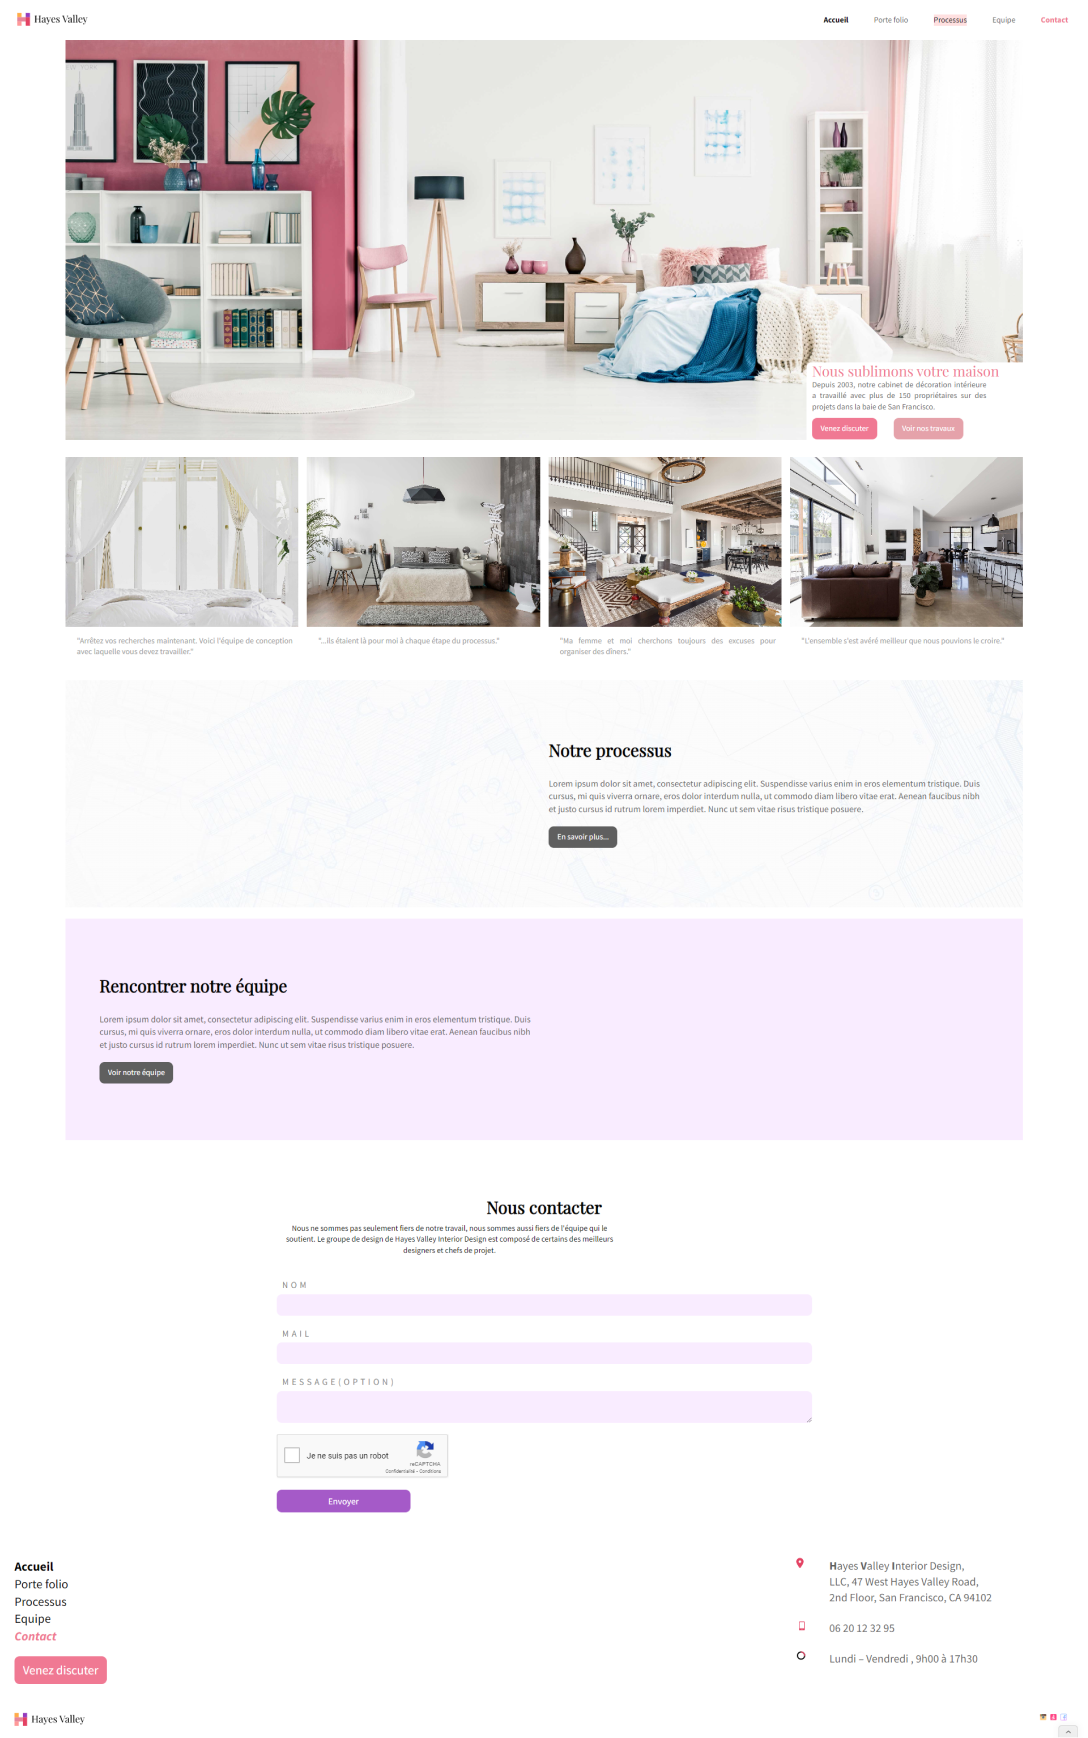 Hayes Valley
Accueil Porte folio Processus Equipe Contact
Nous sublimons votre maison
Depuis 2003, notre cabinet de décoration intérieure
a travaillé avec plus de 150 propriétaires sur des
projets dans la baie de San Francisco.
Venez discuter Voir nos travaux
"Arrêtez vos recherches maintenant. Voici l'équipe de conception
avec laquelle vous devez travailler."
"...ils étaient là pour moi à chaque étape du processus."
"Ma femme et moi cherchons toujours des excuses pour
organiser des dîners."
"L'ensemble s'est avéré meilleur que nous pouvions le croire."
Notre processus
Lorem ipsum dolor sit amet, consectetur adipiscing elit. Suspendisse varius enim in eros elementum tristique. Duis
cursus, mi quis viverra ornare, eros dolor interdum nulla, ut commodo diam libero vitae erat. Aenean faucibus nibh
et justo cursus id rutrum lorem imperdiet. Nunc ut sem vitae risus tristique posuere.
En savoir plus...
Rencontrer notre équipe
Lorem ipsum dolor sit amet, consectetur adipiscing elit. Suspendisse varius enim in eros elementum tristique. Duis
cursus, mi quis viverra ornare, eros dolor interdum nulla, ut commodo diam libero vitae erat. Aenean faucibus nibh
et justo cursus id rutrum lorem imperdiet. Nunc ut sem vitae risus tristique posuere.
Voir notre équipe
Nous contacter
Nous ne sommes pas seulement fiers de notre travail, nous sommes aussi fiers de l'équipe qui le
soutient. Le groupe de design de Hayes Valley Interior Design est composé de certains des meilleurs
designers et chefs de projet.
NOM
MAIL
MESSAGE(OPTION)
Je ne suis pas un robot
reCAPTCHA
Confidentialité - Conditions
Envoyer
Accueil
Porte folio
Processus
Equipe
Contact
Venez discuter
Hayes Valley Interior Design,
LLC, 47 West Hayes Valley Road,
2nd Floor, San Francisco, CA 94102
06 20 12 32 95
Lundi – Vendredi , 9h00 à 17h30
Hayes Valley